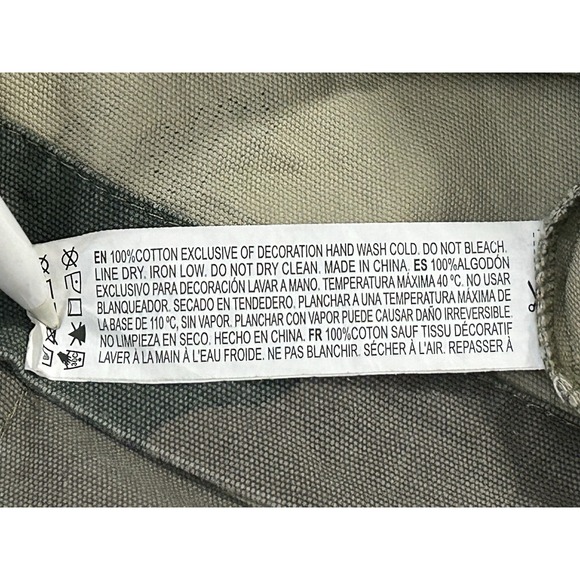 EN 100%COTTON EXCLUSIVE OF DECORATION HAND WASH COLD. DO NOT BLEACH.
LINE DRY. IRON LOW. DO NOT DRY CLEAN. MADE IN CHINA. ES 100%ALGODÓN
EXCLUSIVO PARA DECORACIÓN LAVAR A MANO. TEMPERATURA MÁXIMA 40 ºC. NO USAR
BLANQUEADOR. SECADO EN TENDEDERO. PLANCHAR A UNA TEMPERATURA MÁXIMA DE
LA BASE DE 110 ºC, SIN VAPOR. PLANCHAR CON VAPOR PUEDE CAUSAR DAÑO IRREVERSIBLE.
NO LIMPIEZA EN SECO. HECHO EN CHINA. FR 100%COTON SAUF TISSU DÉCORATIF
LAVER À LA MAIN À L'EAU FROIDE. NE PAS BLANCHIR. SÉCHER À L'AIR. REPASSER À